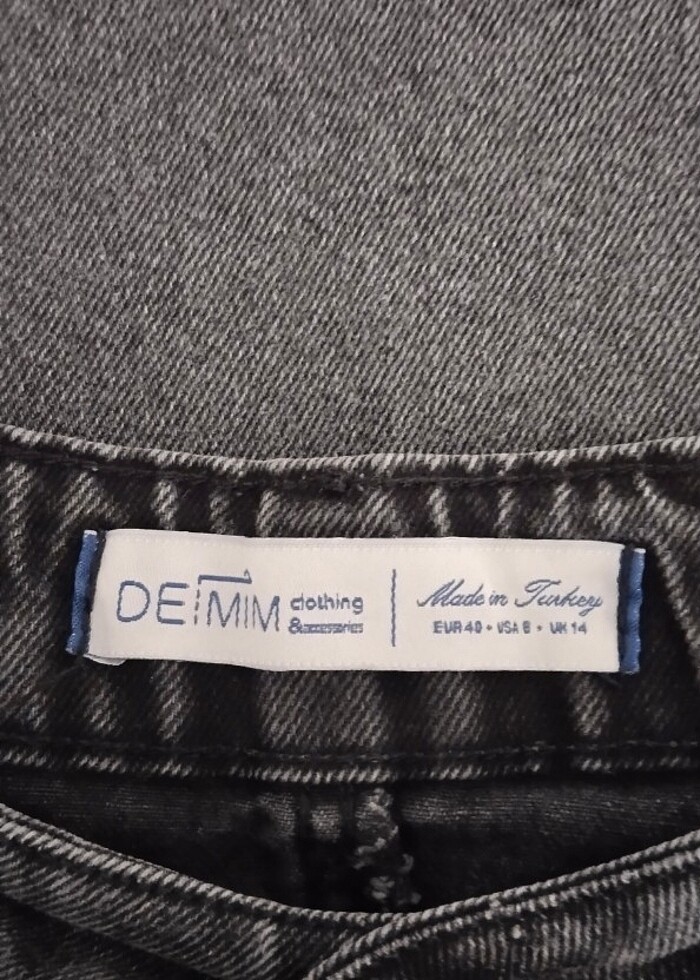 DEMIM clothing
&accessories
Made in Turkey
EUR 40 • USA 8 • UK 14